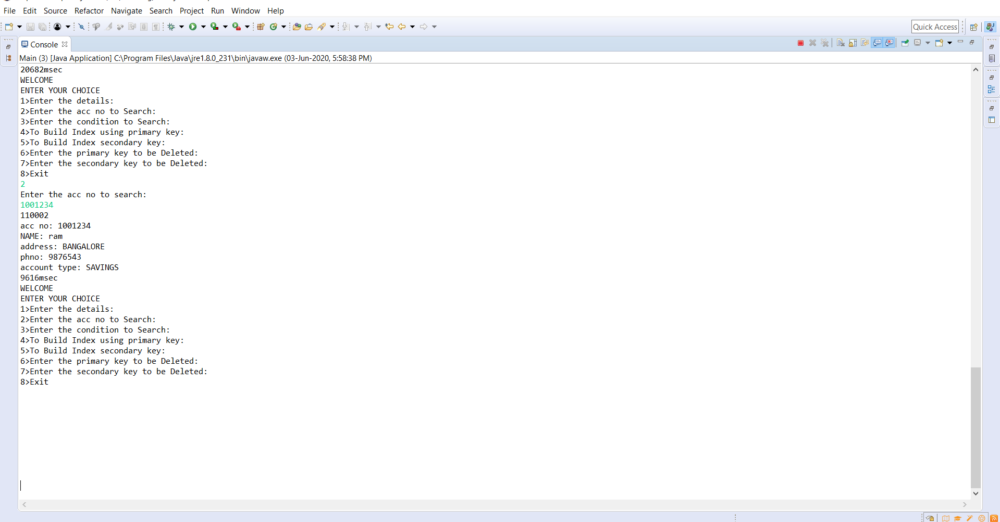 File Edit Source Refactor Navigate Search Project Run Window Help
Quick Access
Console
Main (3) [Java Application] C:\Program Files\Java\jre1.8.0_231\bin\javaw.exe (03-Jun-2020, 5:58:38 PM)
20682msec
WELCOME
ENTER YOUR CHOICE
1>Enter the details:
2>Enter the acc no to Search:
3>Enter the condition to Search:
4>To Build Index using primary key:
5>To Build Index secondary key:
6>Enter the primary key to be Deleted:
7>Enter the secondary key to be Deleted:
8>Exit
2
Enter the acc no to search:
1001234
110002
acc no: 1001234
NAME: ram
address: BANGALORE
phno: 9876543
account type: SAVINGS
9616msec
WELCOME
ENTER YOUR CHOICE
1>Enter the details:
2>Enter the acc no to Search:
3>Enter the condition to Search:
4>To Build Index using primary key:
5>To Build Index secondary key:
6>Enter the primary key to be Deleted:
7>Enter the secondary key to be Deleted:
8>Exit